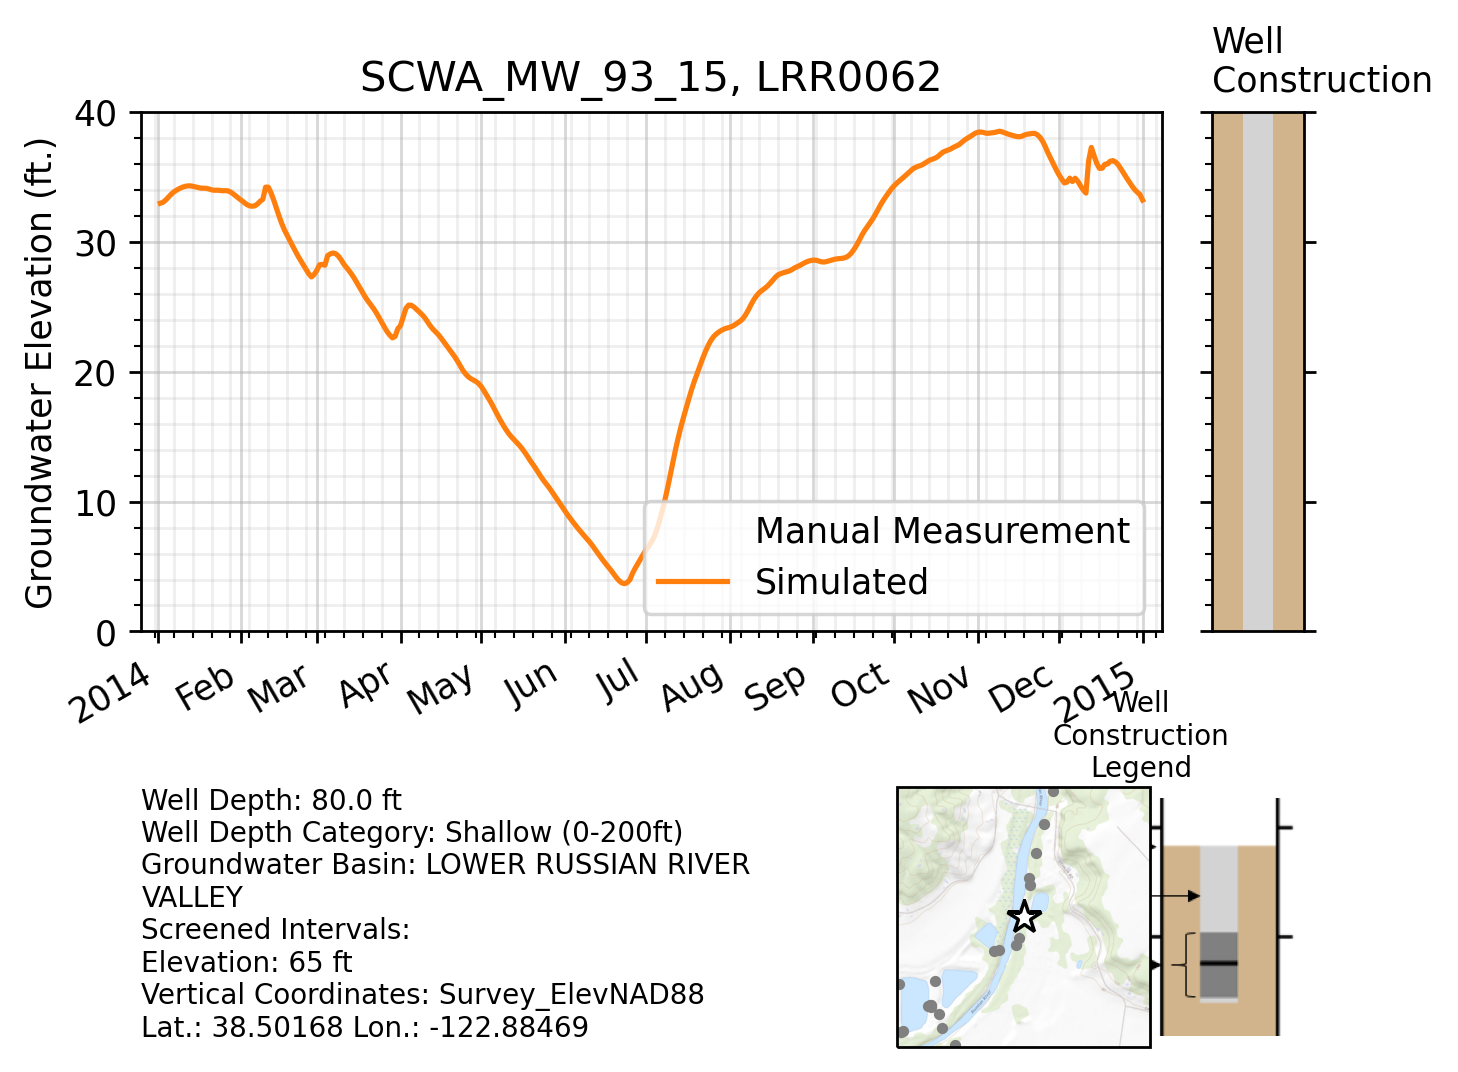 Well
Construction
SCWA_MW_93_15, LRR0062
Groundwater Elevation (ft.)
40
30
20
10
0
Manual Measurement
Simulated
2014 Feb Mar Apr May Jun Jul Aug Sep Oct Nov Dec 2015
Well
Construction
Legend
Well Depth: 80.0 ft
Well Depth Category: Shallow (0-200ft)
Groundwater Basin: LOWER RUSSIAN RIVER
VALLEY
Screened Intervals:
Elevation: 65 ft
Vertical Coordinates: Survey_ElevNAD88
Lat.: 38.50168 Lon.: -122.88469